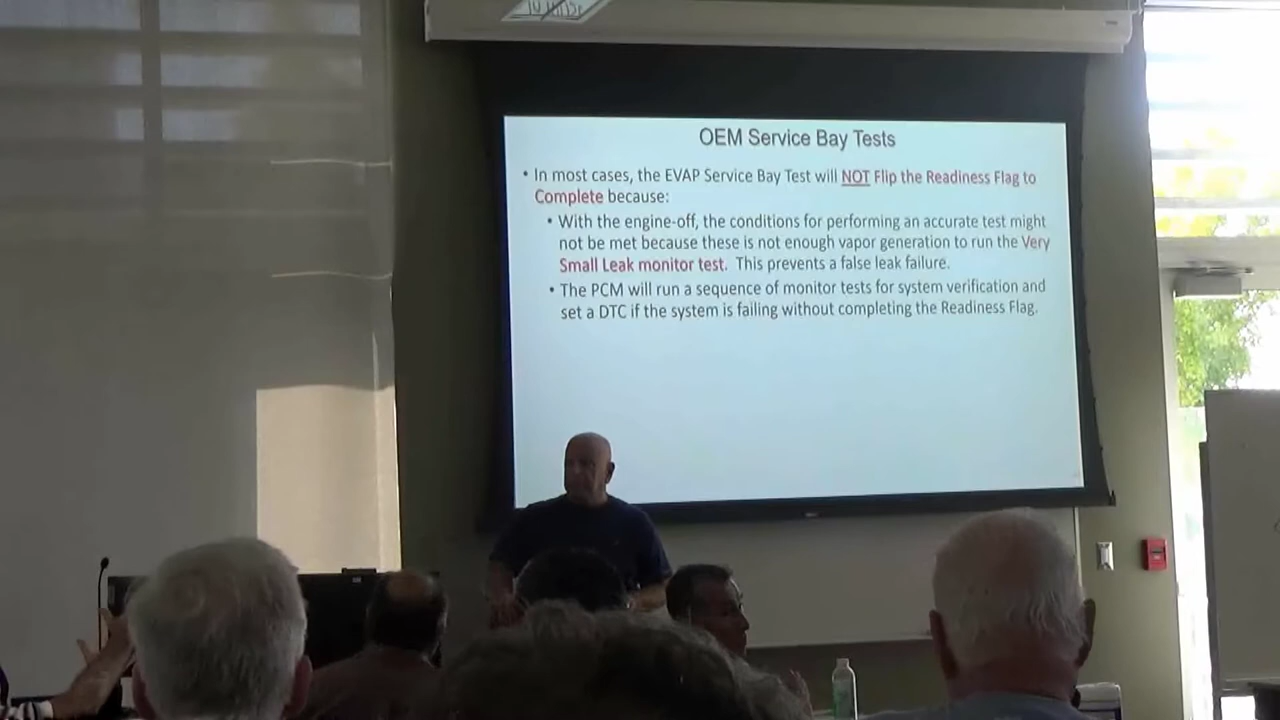 OEM Service Bay Tests
• In most cases, the EVAP Service Bay Test will NOT Flip the Readiness Flag to
Complete because:
• With the engine-off, the conditions for performing an accurate test might
not be met because these is not enough vapor generation to run the Very
Small Leak monitor test. This prevents a false leak failure.
• The PCM will run a sequence of monitor tests for system verification and
set a DTC if the system is failing without completing the Readiness Flag.